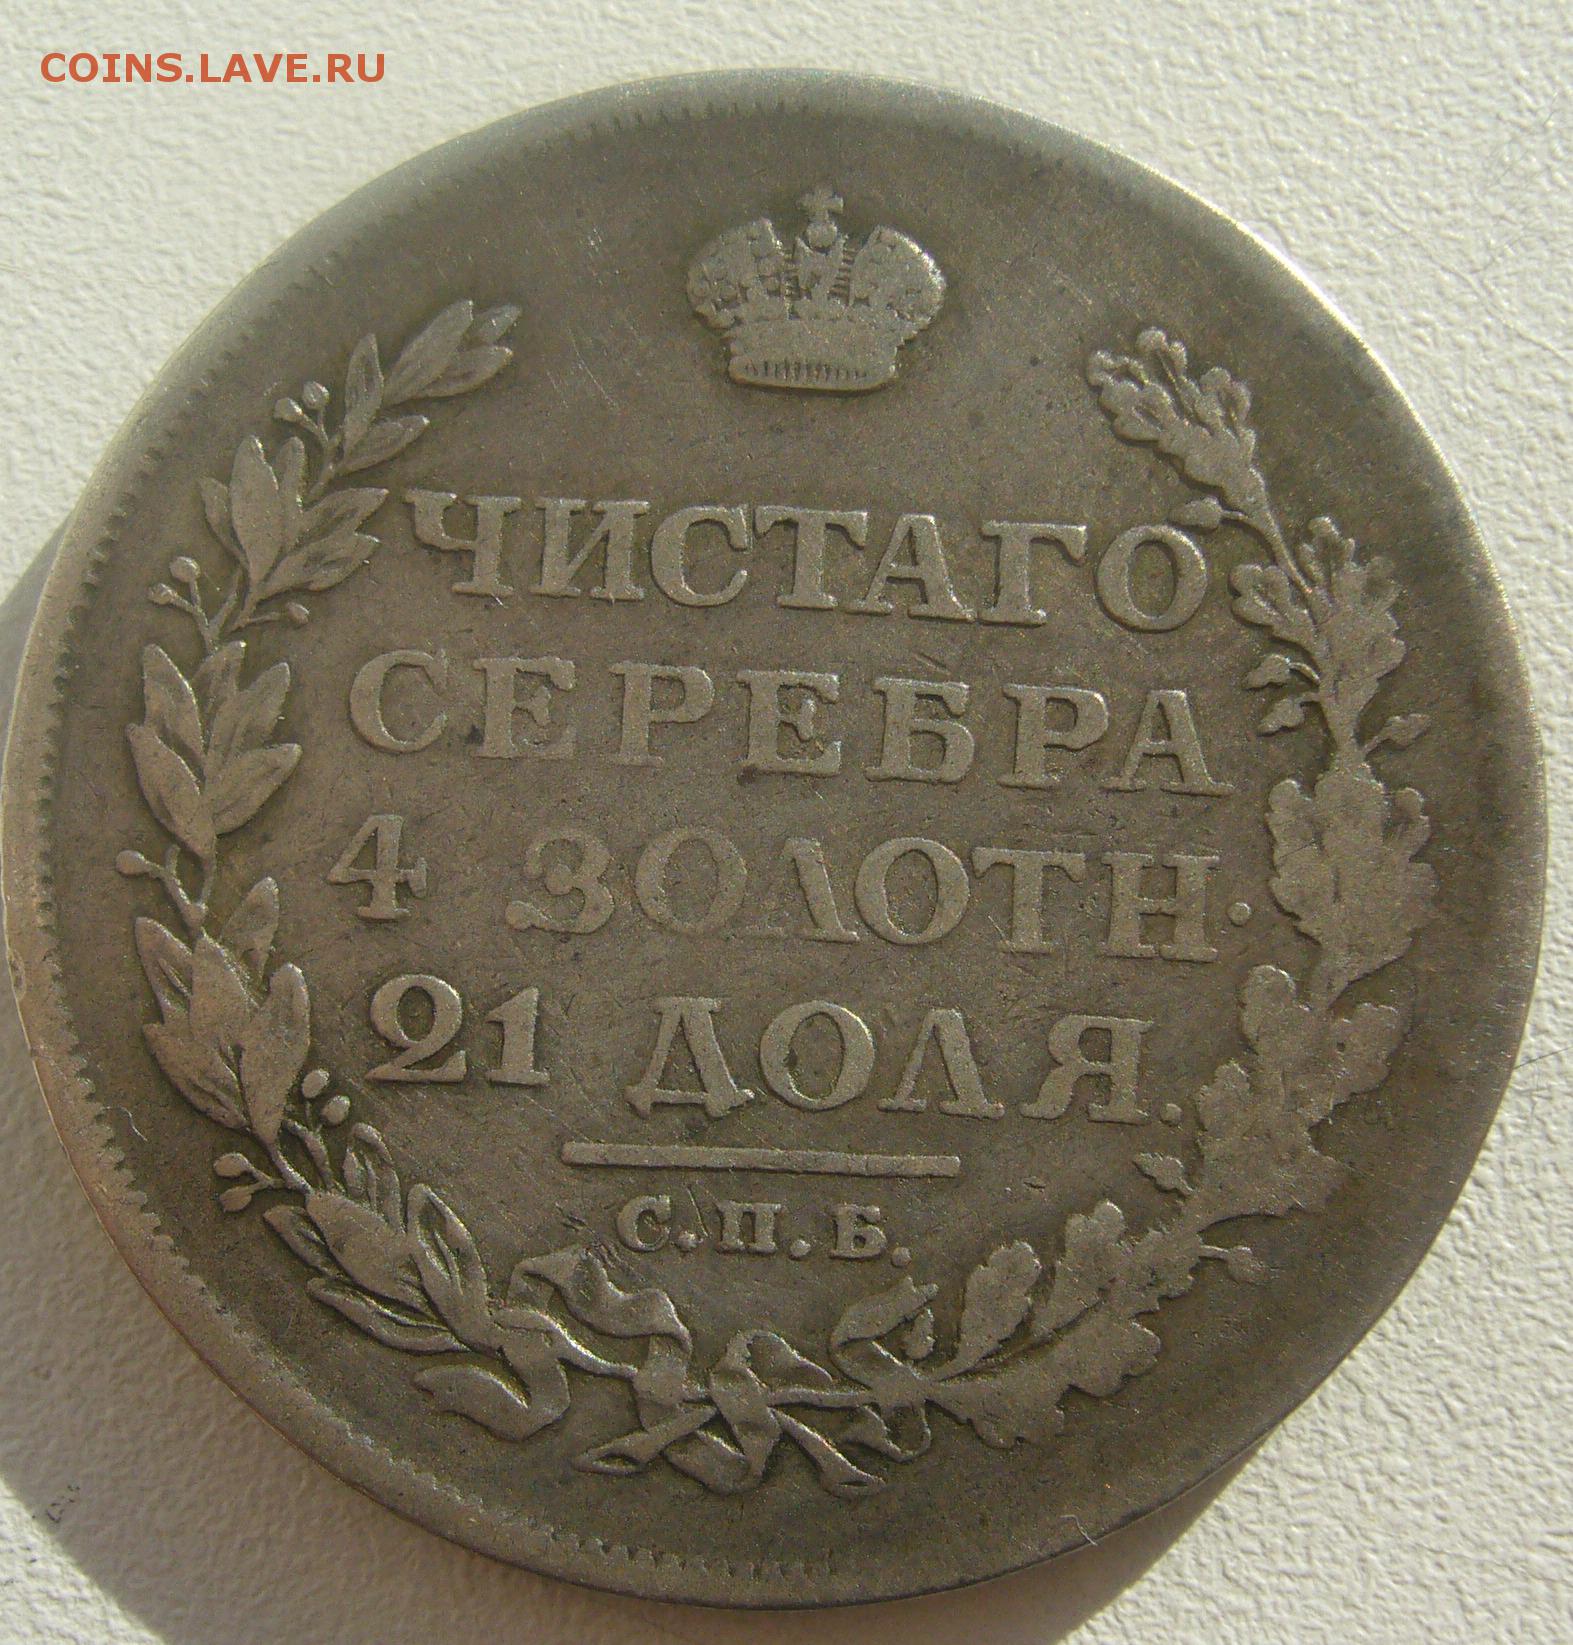 COINS.LAVE.RU
ЧИСТАГО
СЕРЕБРА
4 ЗОЛОТН.
21 ДОЛЯ.
С.П.Б.